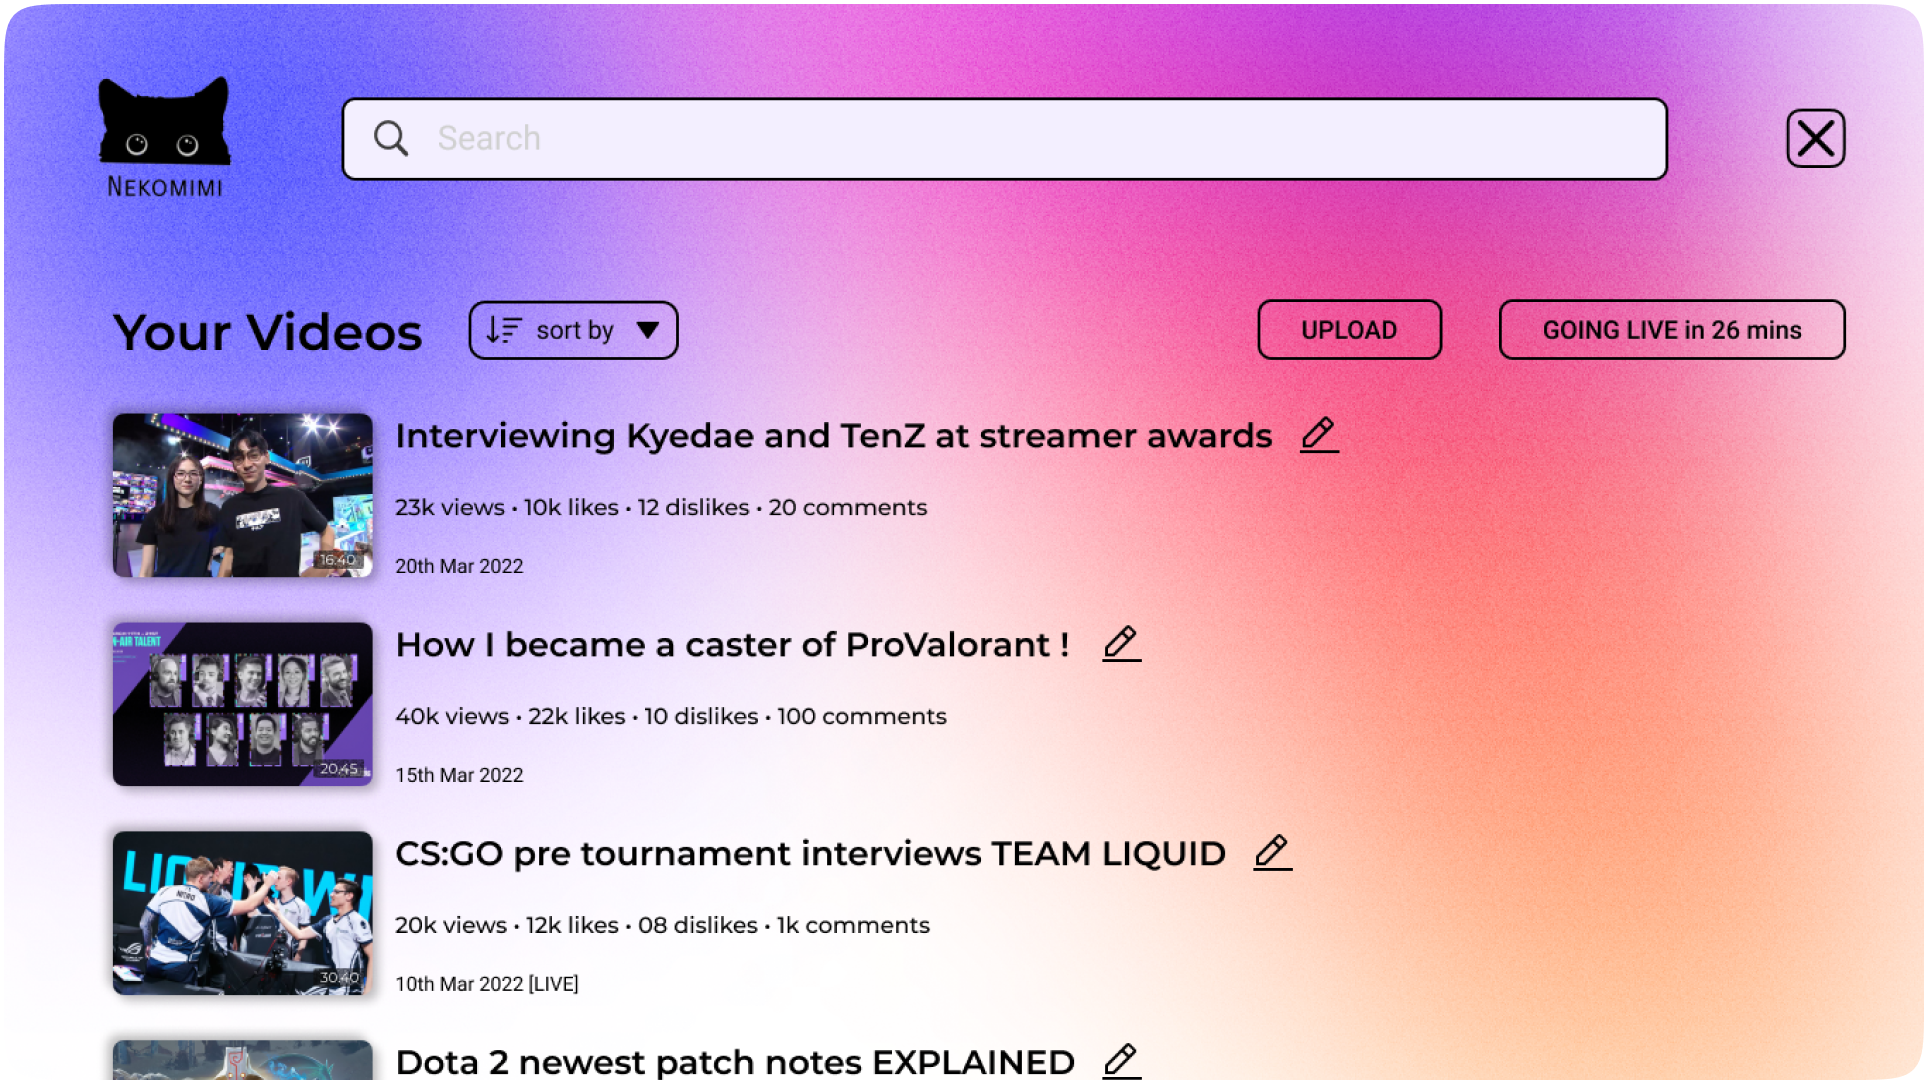 NEKOMIMI
Search
Your Videos
sort by
UPLOAD
GOING LIVE in 26 mins
16:40
Interviewing Kyedae and TenZ at streamer awards
23k views • 10k likes • 12 dislikes • 20 comments
20th Mar 2022
N-AIR TALENT
20:45
How I became a caster of ProValorant !
40k views • 22k likes • 10 dislikes • 100 comments
15th Mar 2022
NITR0
30:40
CS:GO pre tournament interviews TEAM LIQUID
20k views • 12k likes • 08 dislikes • 1k comments
10th Mar 2022 [LIVE]
Dota 2 newest patch notes EXPLAINED